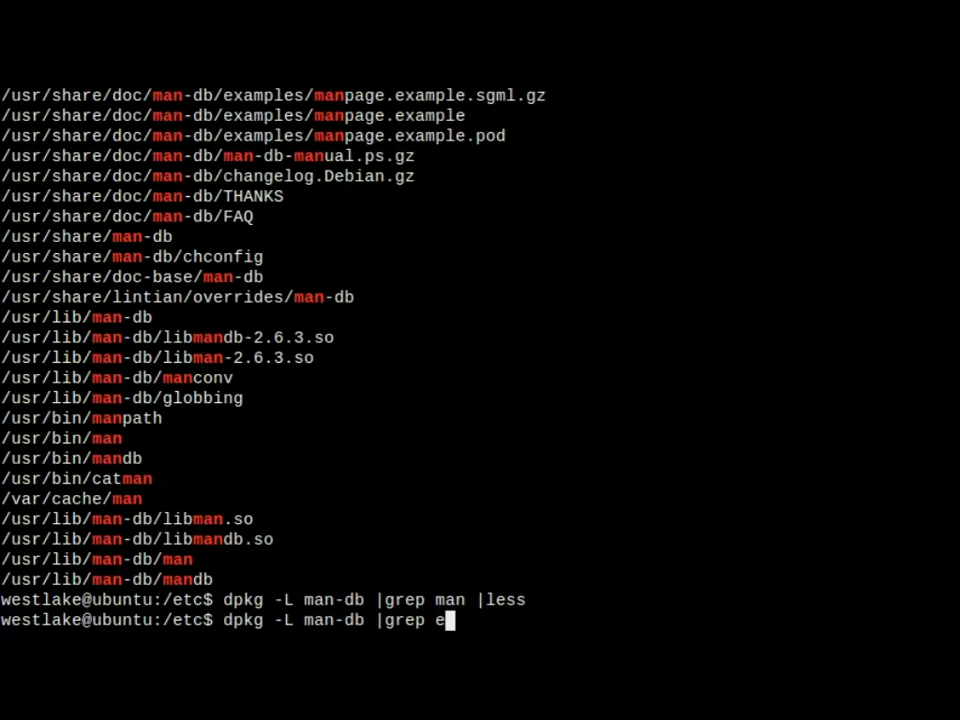 /usr/share/doc/man-db/examples/manpage.example.sgml.gz
/usr/share/doc/man-db/examples/manpage.example
/usr/share/doc/man-db/examples/manpage.example.pod
/usr/share/doc/man-db/man-db-manual.ps.gz
/usr/share/doc/man-db/changelog.Debian.gz
/usr/share/doc/man-db/THANKS
/usr/share/doc/man-db/FAQ
/usr/share/man-db
/usr/share/man-db/chconfig
/usr/share/doc-base/man-db
/usr/share/lintian/overrides/man-db
/usr/lib/man-db
/usr/lib/man-db/libmandb-2.6.3.so
/usr/lib/man-db/libman-2.6.3.so
/usr/lib/man-db/manconv
/usr/lib/man-db/globbing
/usr/bin/manpath
/usr/bin/man
/usr/bin/mandb
/usr/bin/catman
/var/cache/man
/usr/lib/man-db/libman.so
/usr/lib/man-db/libmandb.so
/usr/lib/man-db/man
/usr/lib/man-db/mandb
westlake@ubuntu:/etc$ dpkg -L man-db |grep man |less
westlake@ubuntu:/etc$ dpkg -L man-db |grep e